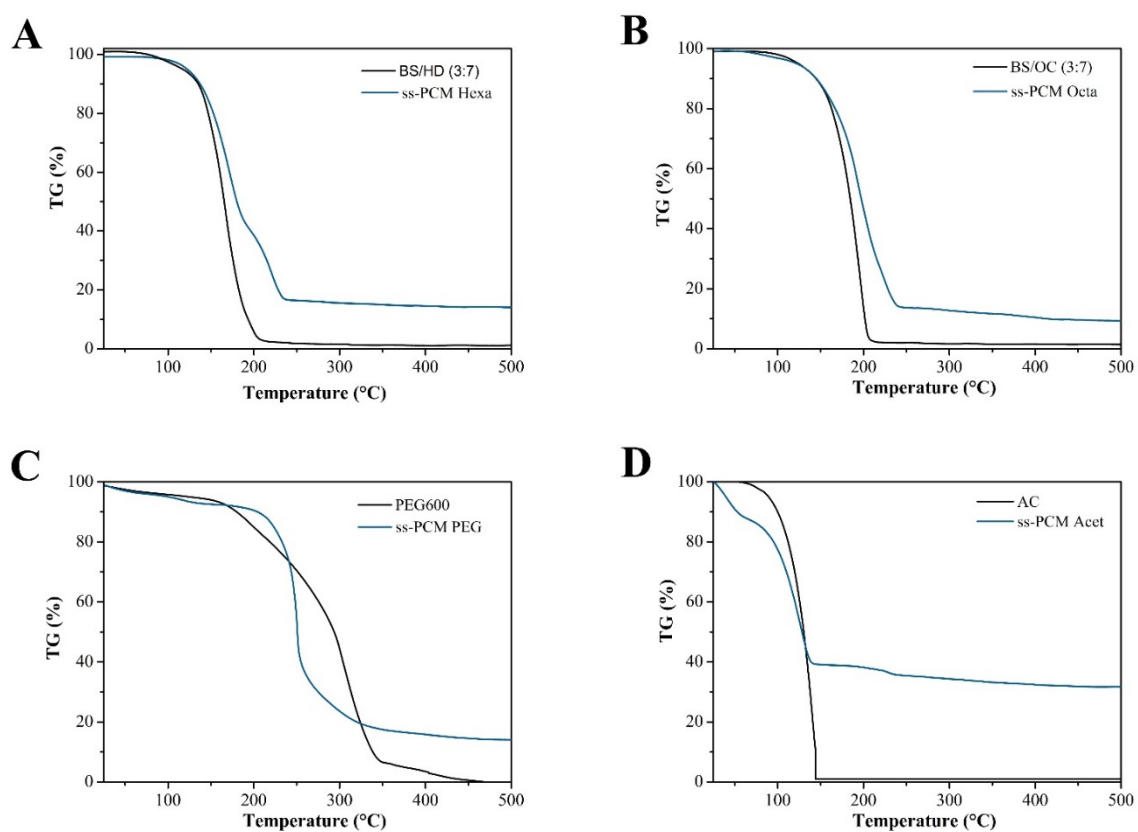 A
100
80
60
40
20
0
TG (%)
BS/HD (3:7)
ss-PCM Hexa
100 200 300 400 500
Temperature (°C)
B
100
80
60
40
20
0
TG (%)
BS/OC (3:7)
ss-PCM Octa
100 200 300 400 500
Temperature (°C)
C
100
80
60
40
20
0
TG (%)
PEG600
ss-PCM PEG
100 200 300 400 500
Temperature (°C)
D
100
80
60
40
20
0
TG (%)
AC
ss-PCM Acet
100 200 300 400 500
Temperature (°C)